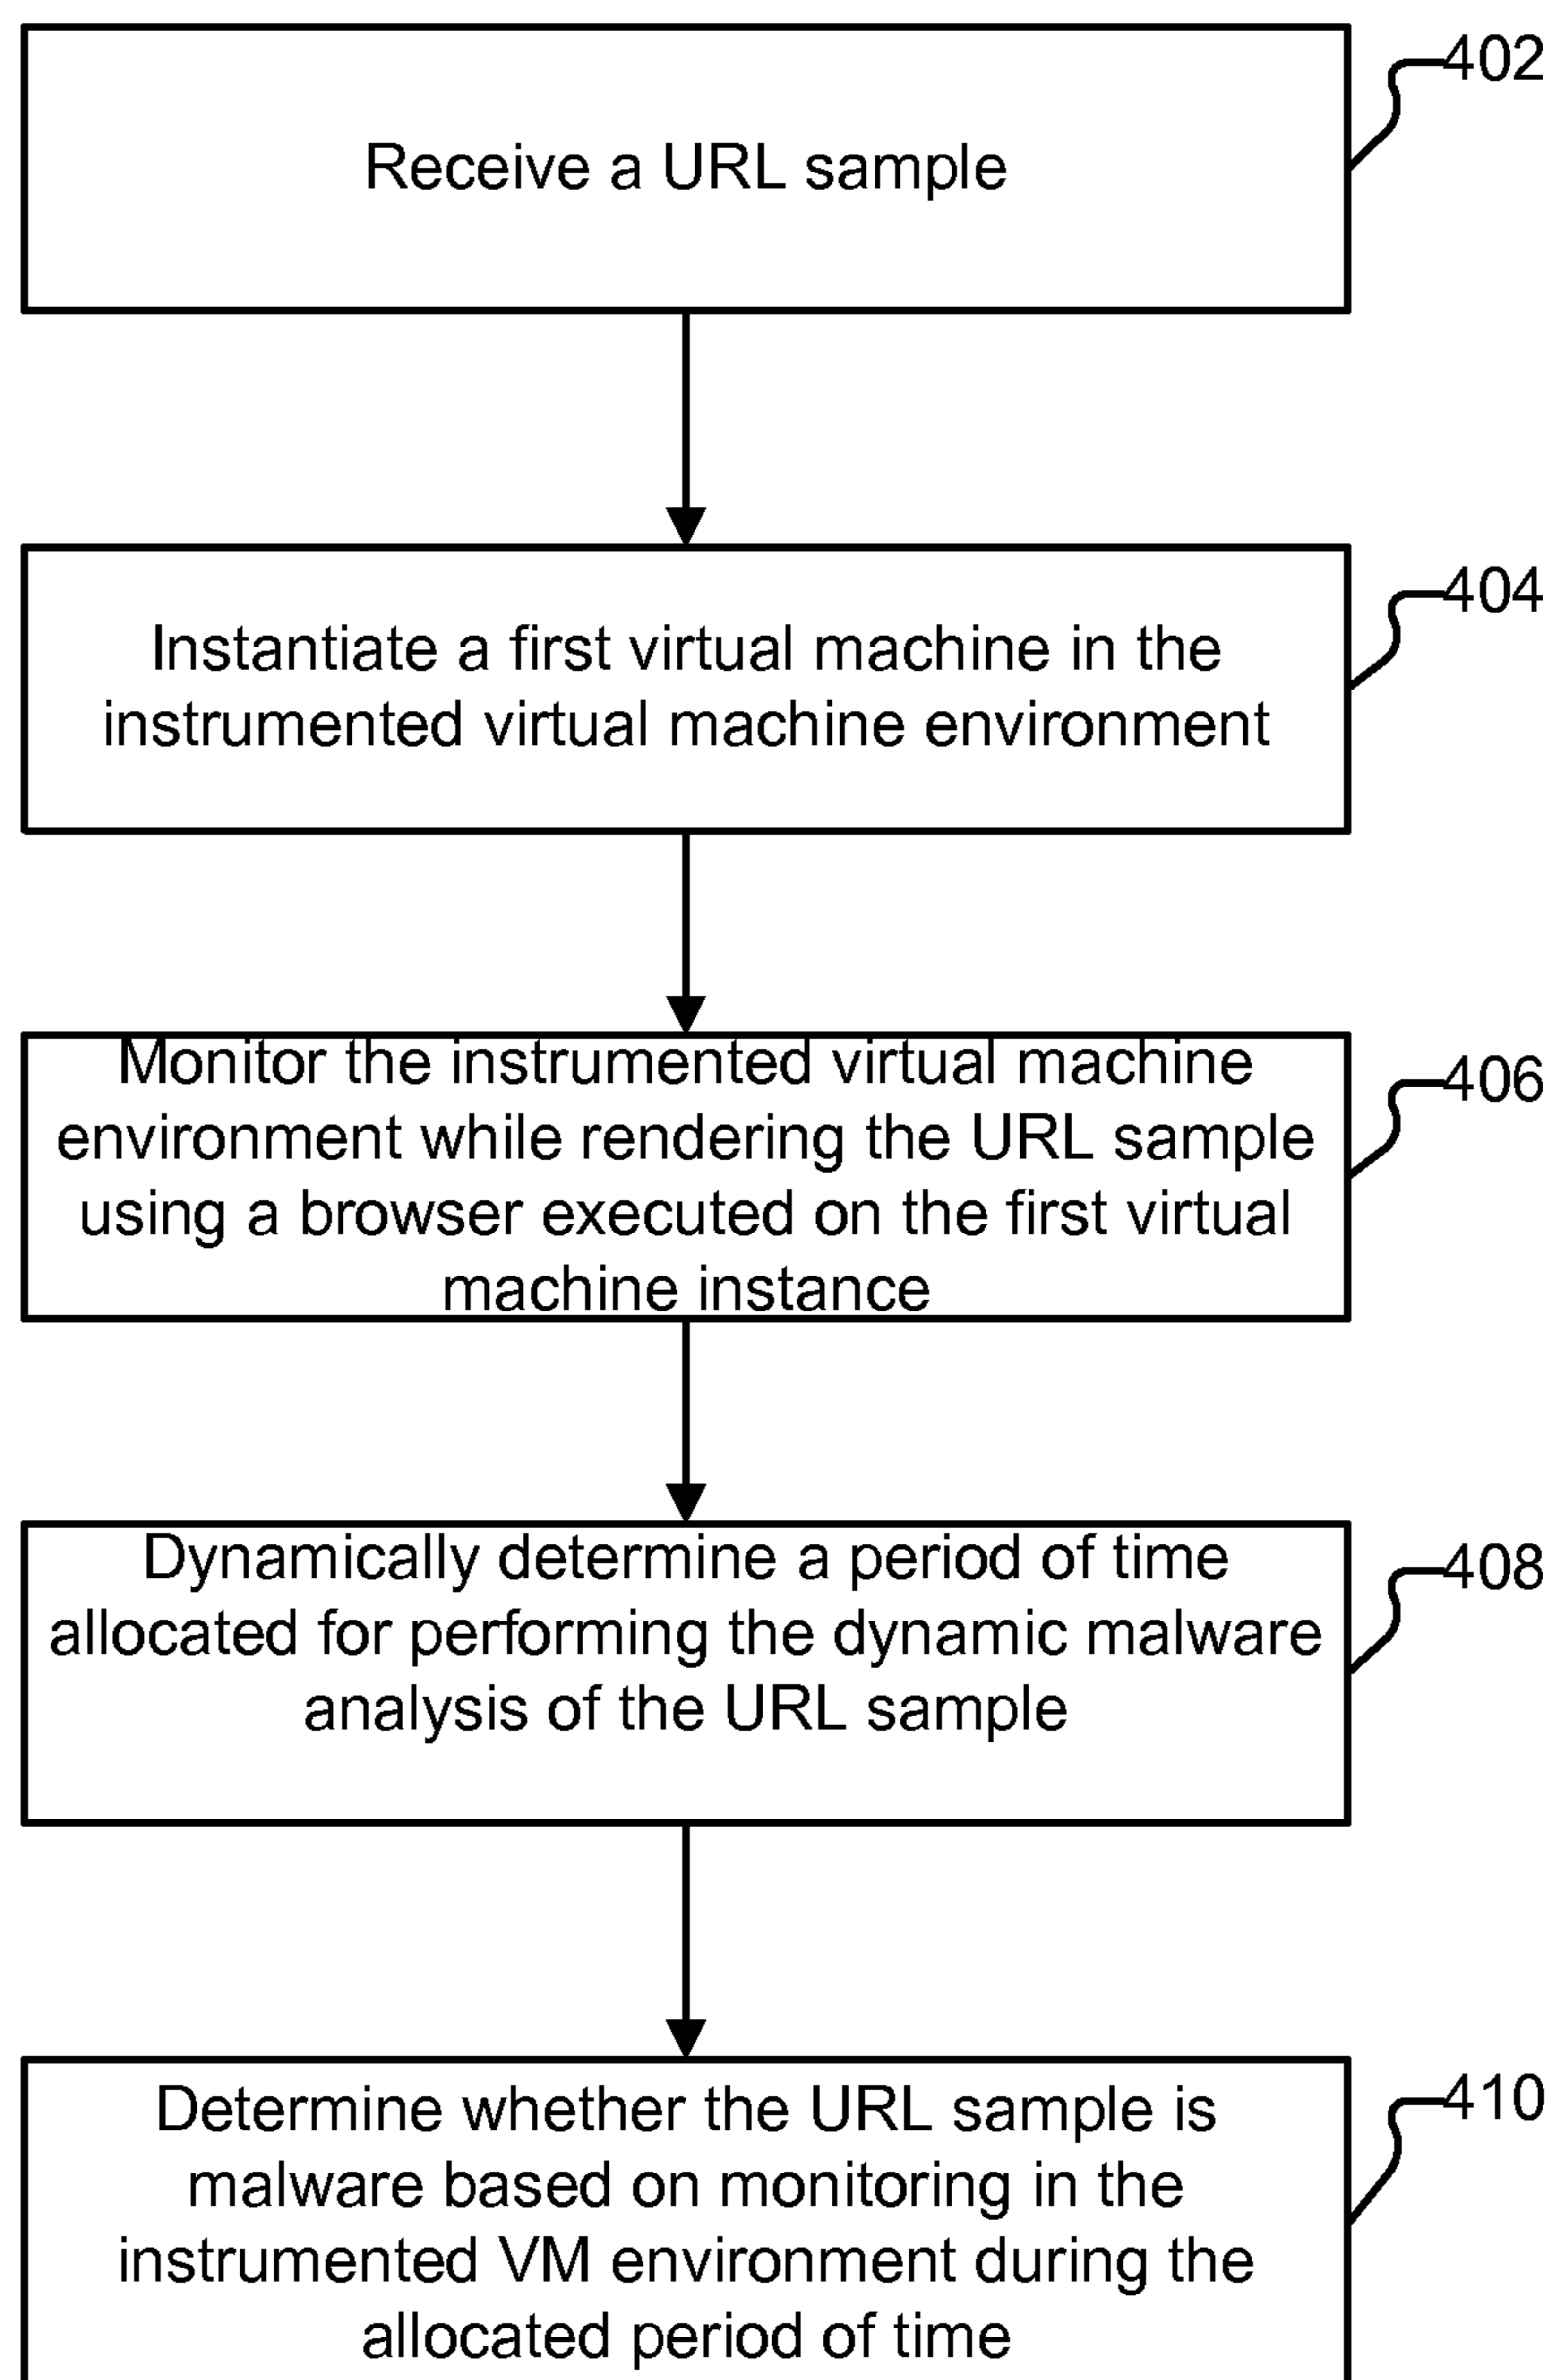 402
Receive a URL sample
404
Instantiate a first virtual machine in the
instrumented virtual machine environment
406
Monitor the instrumented virtual machine
environment while rendering the URL sample
using a browser executed on the first virtual
machine instance
408
Dynamically determine a period of time
allocated for performing the dynamic malware
analysis of the URL sample
410
Determine whether the URL sample is
malware based on monitoring in the
instrumented VM environment during the
allocated period of time